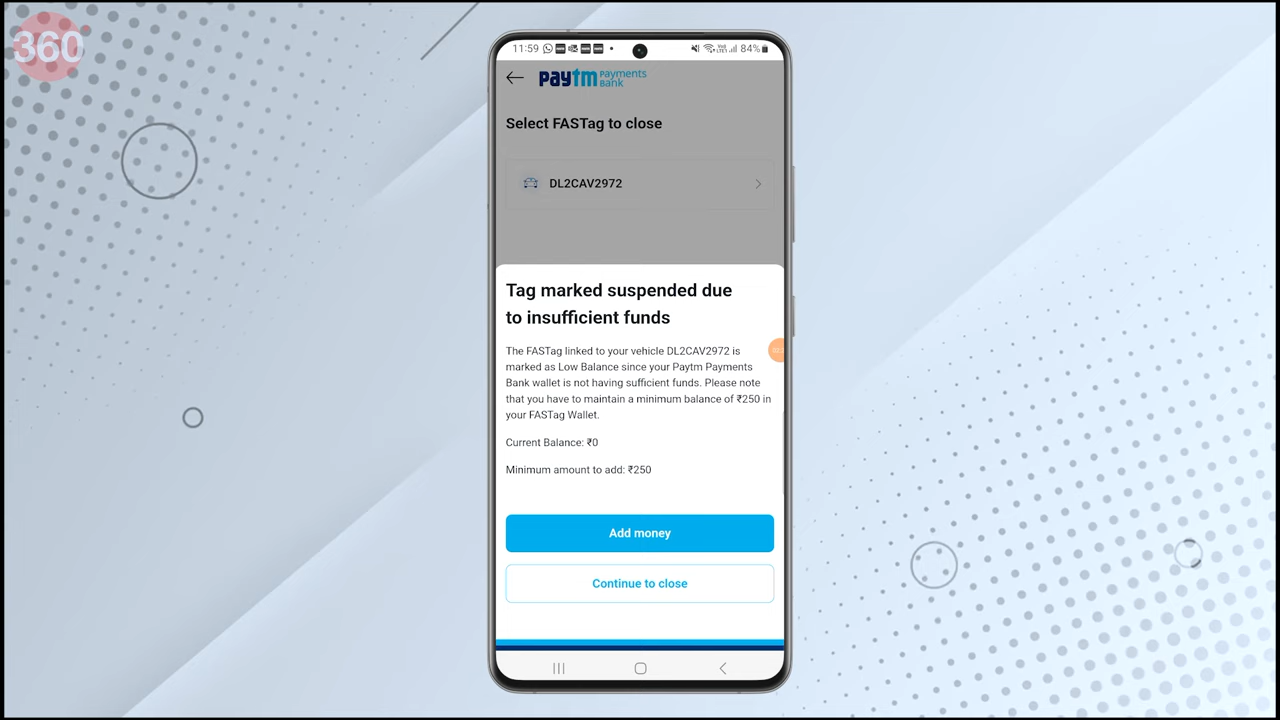 360
11:59
84%
paytm Payments Bank
Select FASTag to close
DL2CAV2972
Tag marked suspended due
to insufficient funds
The FASTag linked to your vehicle DL2CAV2972 is
marked as Low Balance since your Paytm Payments
Bank wallet is not having sufficient funds. Please note
that you have to maintain a minimum balance of ₹250 in
your FASTag Wallet.
Current Balance: ₹0
Minimum amount to add: ₹250
Add money
Continue to close